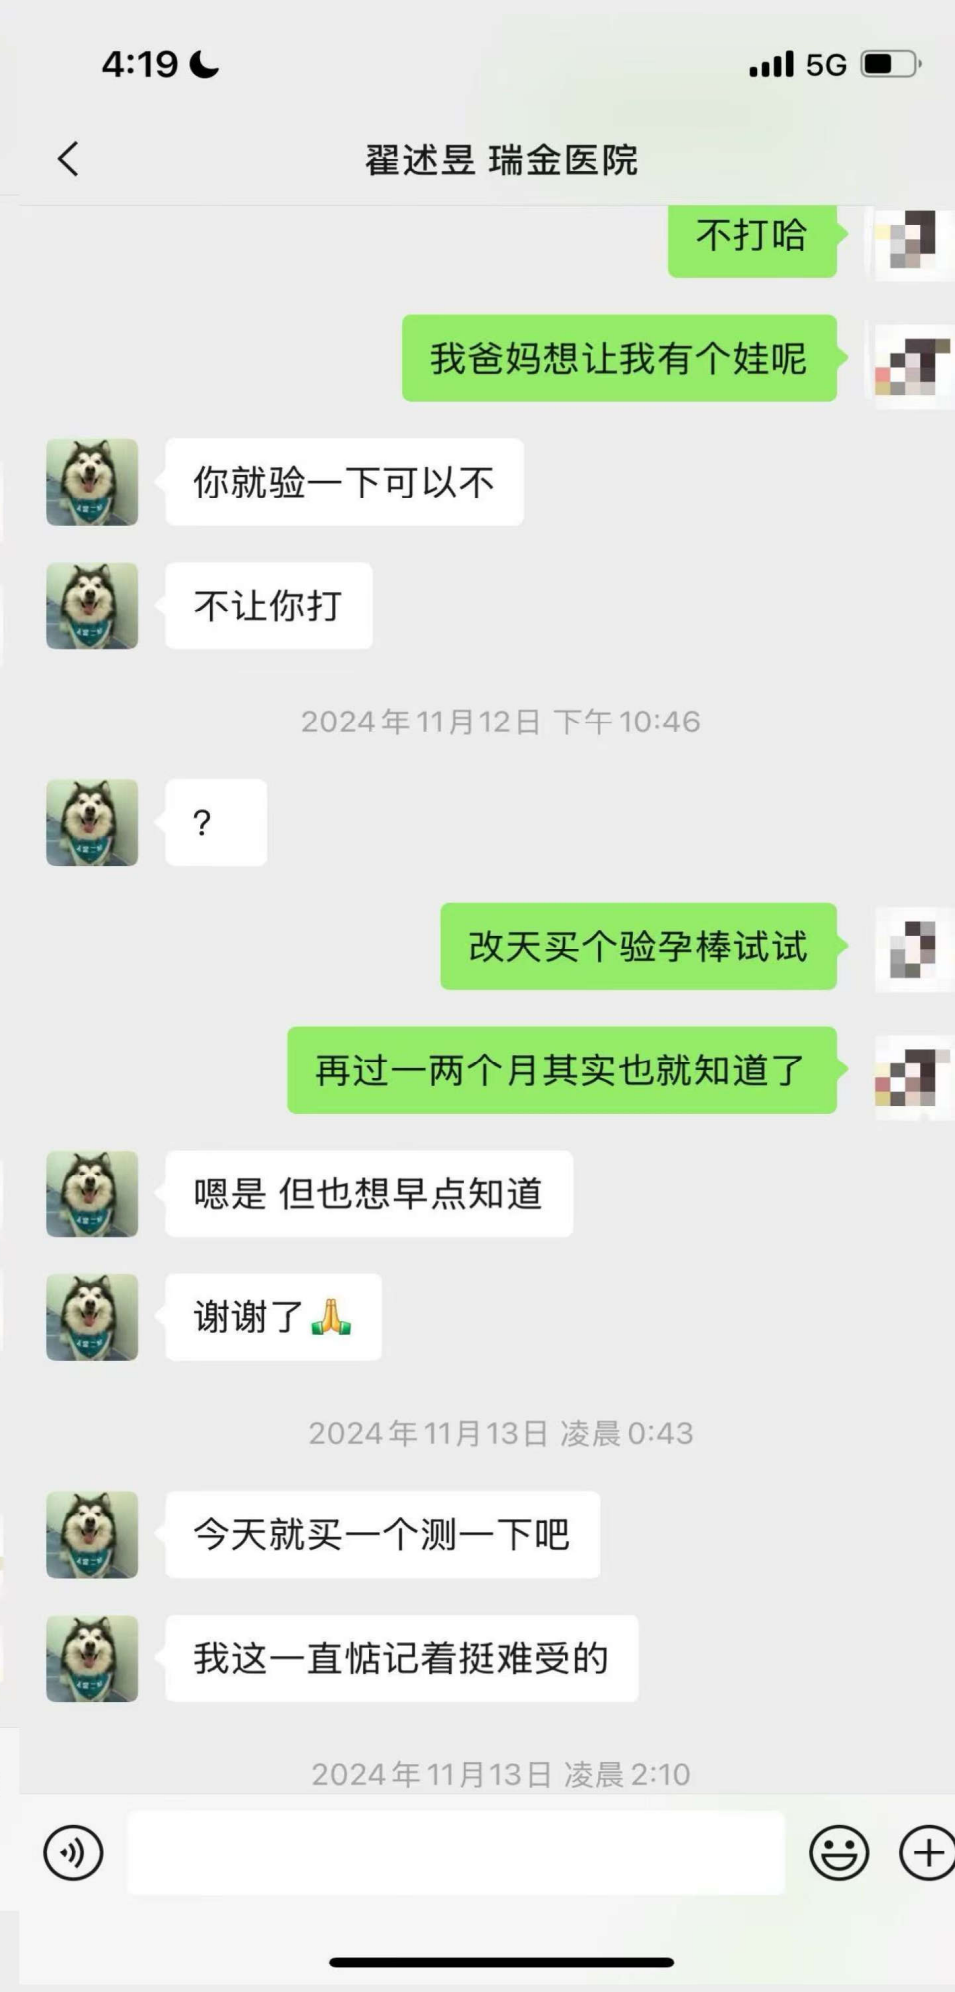 4:19
5G
翟述昱 瑞金医院
不打哈
我爸妈想让我有个娃呢
你就验一下可以不
不让你打
2024年11月12日 下午10:46
?
改天买个验孕棒试试
再过一两个月其实也就知道了
嗯是 但也想早点知道
谢谢了🙏
2024年11月13日 凌晨0:43
今天就买一个测一下吧
我这一直惦记着挺难受的
2024年11月13日 凌晨2:10